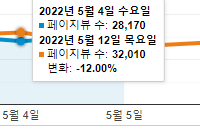 2022년 5월 4일 수요일
페이지뷰 수: 28,170
2022년 5월 12일 목요일
페이지뷰 수: 32,010
변화: -12.00%
5월 4일
5월 5일